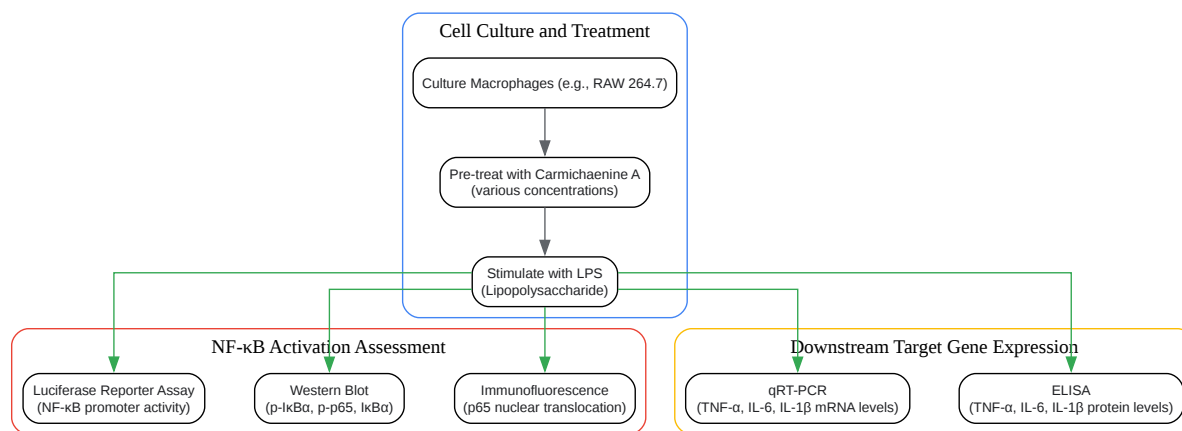 Cell Culture and Treatment
Culture Macrophages (e.g., RAW 264.7)
Pre-treat with Carmichaenine A
(various concentrations)
Stimulate with LPS
(Lipopolysaccharide)
NF-κB Activation Assessment
Downstream Target Gene Expression
Luciferase Reporter Assay
(NF-κB promoter activity)
Western Blot
(p-IκBα, p-p65, IκBα)
Immunofluorescence
(p65 nuclear translocation)
qRT-PCR
(TNF-α, IL-6, IL-1β mRNA levels)
ELISA
(TNF-α, IL-6, IL-1β protein levels)